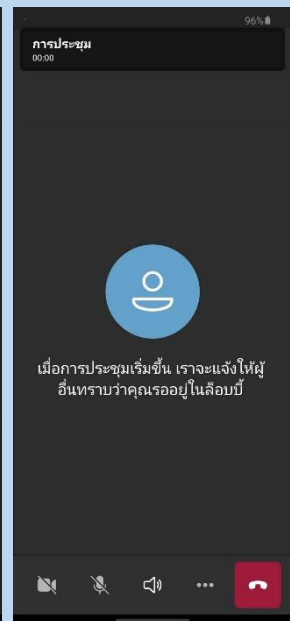 96%
การประชุม
00:00
เมื่อการประชุมเริ่มขึ้น เราจะแจ้งให้ผู้
อื่นทราบว่าคุณรออยู่ในล็อบบี้